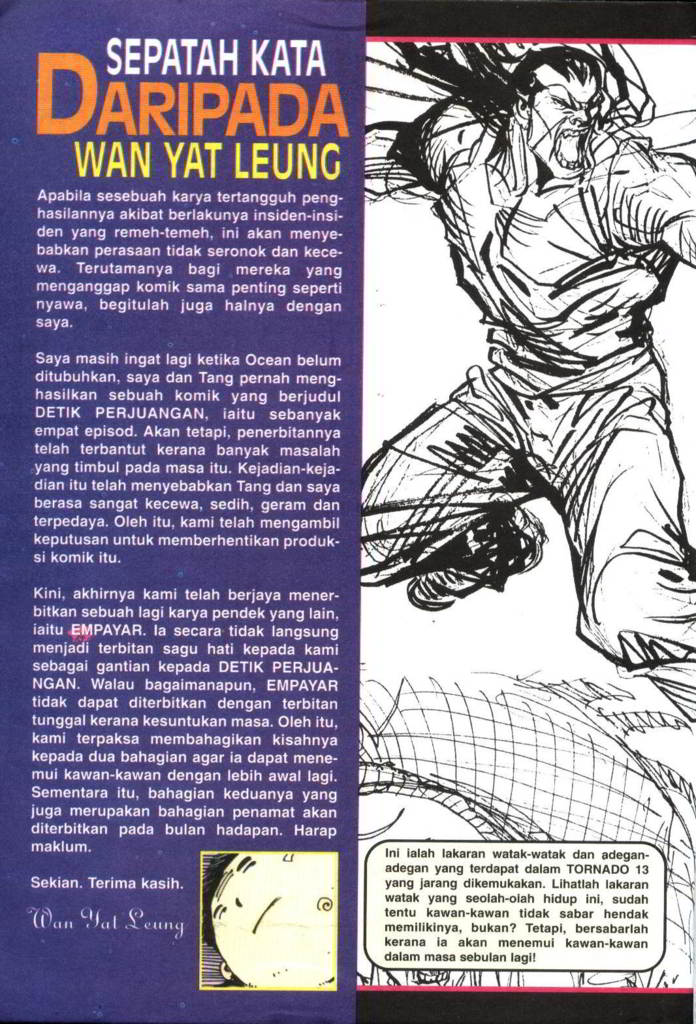 SEPATAH KATA
DARIPADA
WAN YAT LEUNG
Apabila sesebuah karya tertangguh peng-
hasilannya akibat berlakunya insiden-insi-
den yang remeh-temeh, ini akan menye-
babkan perasaan tidak seronok dan kece-
wa. Terutamanya bagi mereka yang
menganggap komik sama penting seperti
nyawa, begitulah juga halnya dengan
saya.
Saya masih ingat lagi ketika Ocean belum
ditubuhkan, saya dan Tang pernah meng-
hasilkan sebuah komik yang berjudul
DETIK PERJUANGAN, iaitu sebanyak
empat episod. Akan tetapi, penerbitannya
telah terbantut kerana banyak masalah
yang timbul pada masa itu. Kejadian-keja-
dian itu telah menyebabkan Tang dan saya
berasa sangat kecewa, sedih, geram dan
terpedaya. Oleh itu, kami telah mengambil
keputusan untuk memberhentikan produk-
si komik itu.
Kini, akhirnya kami telah berjaya mener-
bitkan sebuah lagi karya pendek yang lain,
iaitu EMPAYAR. Ia secara tidak langsung
menjadi terbitan sagu hati kepada kami
sebagai gantian kepada DETIK PERJUA-
NGAN. Walau bagaimanapun, EMPAYAR
tidak dapat diterbitkan dengan terbitan
tunggal kerana kesuntukan masa. Oleh itu,
kami terpaksa membahagikan kisahnya
kepada dua bahagian agar ia dapat mene-
mui kawan-kawan dengan lebih awal lagi.
Sementara itu, bahagian keduanya yang
juga merupakan bahagian penamat akan
diterbitkan pada bulan hadapan. Harap
maklum.
Sekian. Terima kasih.
Wan Yat Leung
Ini ialah lakaran watak-watak dan adegan-
adegan yang terdapat dalam TORNADO 13
yang jarang dikemukakan. Lihatlah lakaran
watak yang seolah-olah hidup ini, sudah
tentu kawan-kawan tidak sabar hendak
memilikinya, bukan? Tetapi, bersabarlah
kerana ia akan menemui kawan-kawan
dalam masa sebulan lagi!